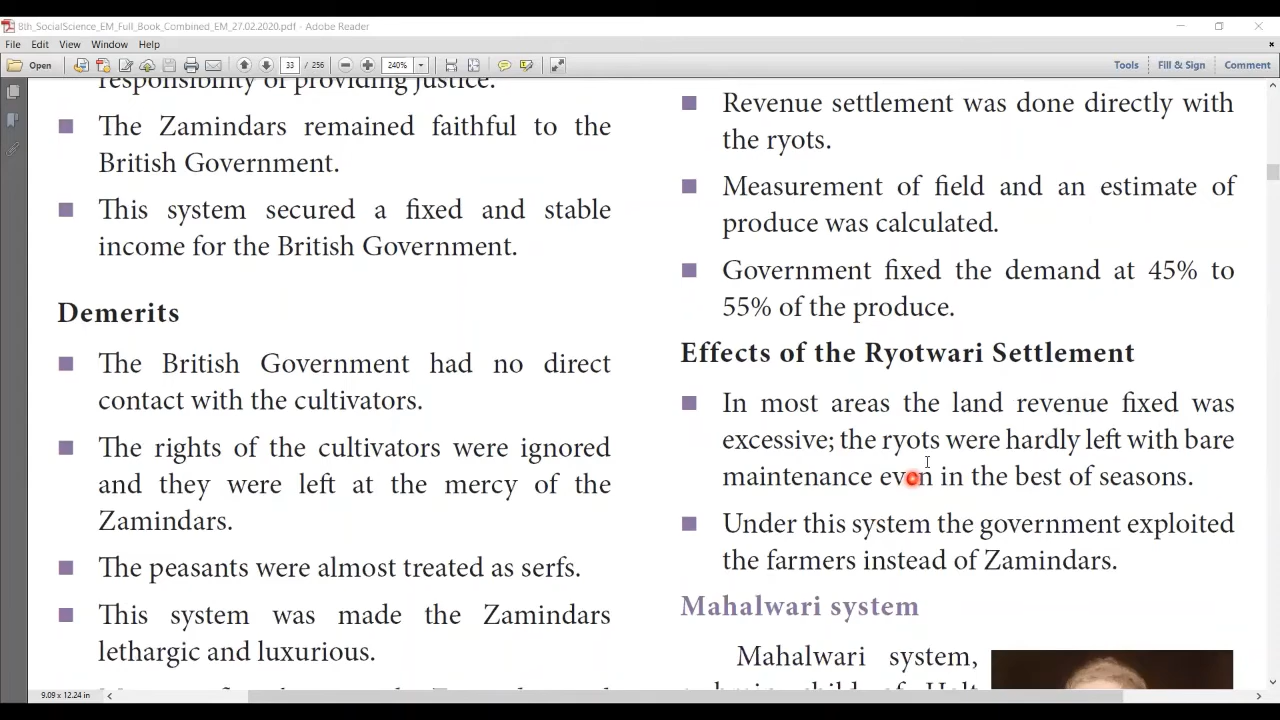 8th_SocialScience_EM_Full_Book_Combined_EM_27.02.2020.pdf - Adobe Reader
File Edit View Window Help
Open 33 / 256 240% Tools Fill & Sign Comment
responsibility of providing justice.
■ The Zamindars remained faithful to the
British Government.
■ This system secured a fixed and stable
income for the British Government.
Demerits
■ The British Government had no direct
contact with the cultivators.
■ The rights of the cultivators were ignored
and they were left at the mercy of the
Zamindars.
■ The peasants were almost treated as serfs.
■ This system was made the Zamindars
lethargic and luxurious.
■ Revenue settlement was done directly with
the ryots.
■ Measurement of field and an estimate of
produce was calculated.
■ Government fixed the demand at 45% to
55% of the produce.
Effects of the Ryotwari Settlement
■ In most areas the land revenue fixed was
excessive; the ryots were hardly left with bare
maintenance even in the best of seasons.
■ Under this system the government exploited
the farmers instead of Zamindars.
Mahalwari system
Mahalwari system,
9.09 x 12.24 in